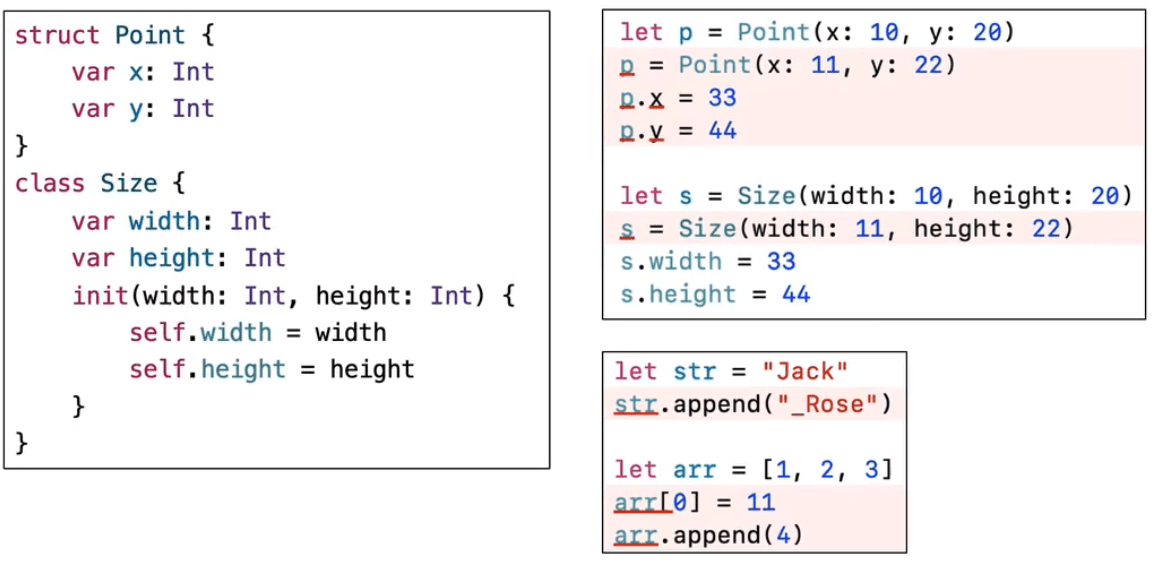 struct Point {
    var x: Int
    var y: Int
}
class Size {
    var width: Int
    var height: Int
    init(width: Int, height: Int) {
        self.width = width
        self.height = height
    }
}
let p = Point(x: 10, y: 20)
p = Point(x: 11, y: 22)
p.x = 33
p.y = 44
let s = Size(width: 10, height: 20)
s = Size(width: 11, height: 22)
s.width = 33
s.height = 44
let str = "Jack"
str.append("_Rose")
let arr = [1, 2, 3]
arr[0] = 11
arr.append(4)